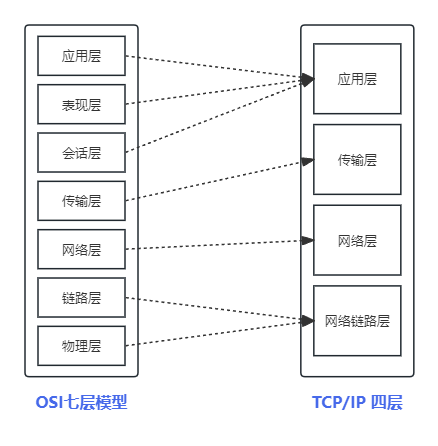 应用层
表现层
会话层
传输层
网络层
链路层
物理层
OSI七层模型
应用层
传输层
网络层
网络链路层
TCP/IP 四层